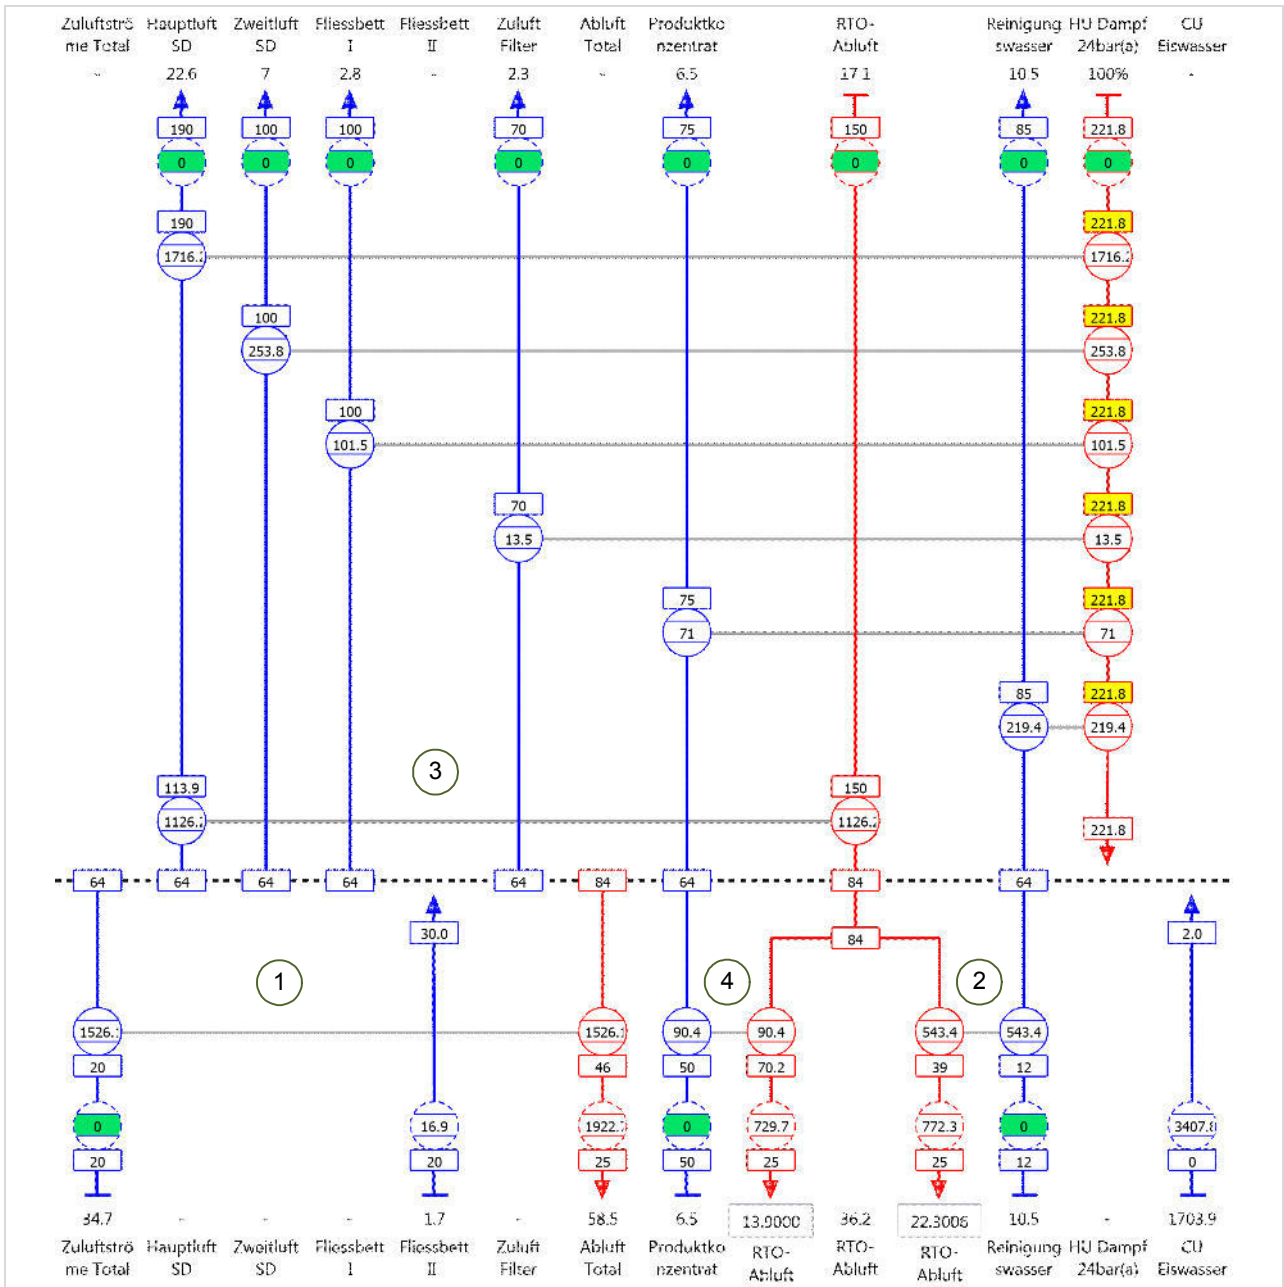 Zuluftströ Hauptluft Zweitluft Fliessbett Fliessbett Zuluft Abluft Produktko RTO- Reinigung HU Dampf CU
me Total SD SD I II Filter Total nzentrat Abluft swasser 24bar(a) Eiswasser
- 22.6 7 2.8 - 2.3 - 6.5 17.1 10.5 100% -
190 100 100 70 75 150 85 221.8
0 0 0 0 0 0 0 0
190 221.8
1716.2 1716.2
100 221.8
253.8 253.8
100 221.8
101.5 101.5
70 221.8
13.5 13.5
75 221.8
71 71
85 221.8
219.4 219.4
3
113.9 150
1126.2 1126.2
221.8
64 64 64 64 64 84 64 84 64
30.0 84 2.0
1 4 2
1526.1 1526.1 90.4 90.4 543.4 543.4
20 46 50 70.2 39 12
0 16.9 1922.7 0 729.7 772.3 0 3407.8
20 20 25 50 25 25 12 0
34.7 - - - 1.7 - 58.5 6.5 13.9000 36.2 22.3006 10.5 - 1703.9
Zuluftströ Hauptluft Zweitluft Fliessbett Fliessbett Zuluft Abluft Produktko RTO- RTO- RTO- Reinigung HU Dampf CU
me Total SD SD I II Filter Total nzentrat Abluft Abluft Abluft swasser 24bar(a) Eiswasser